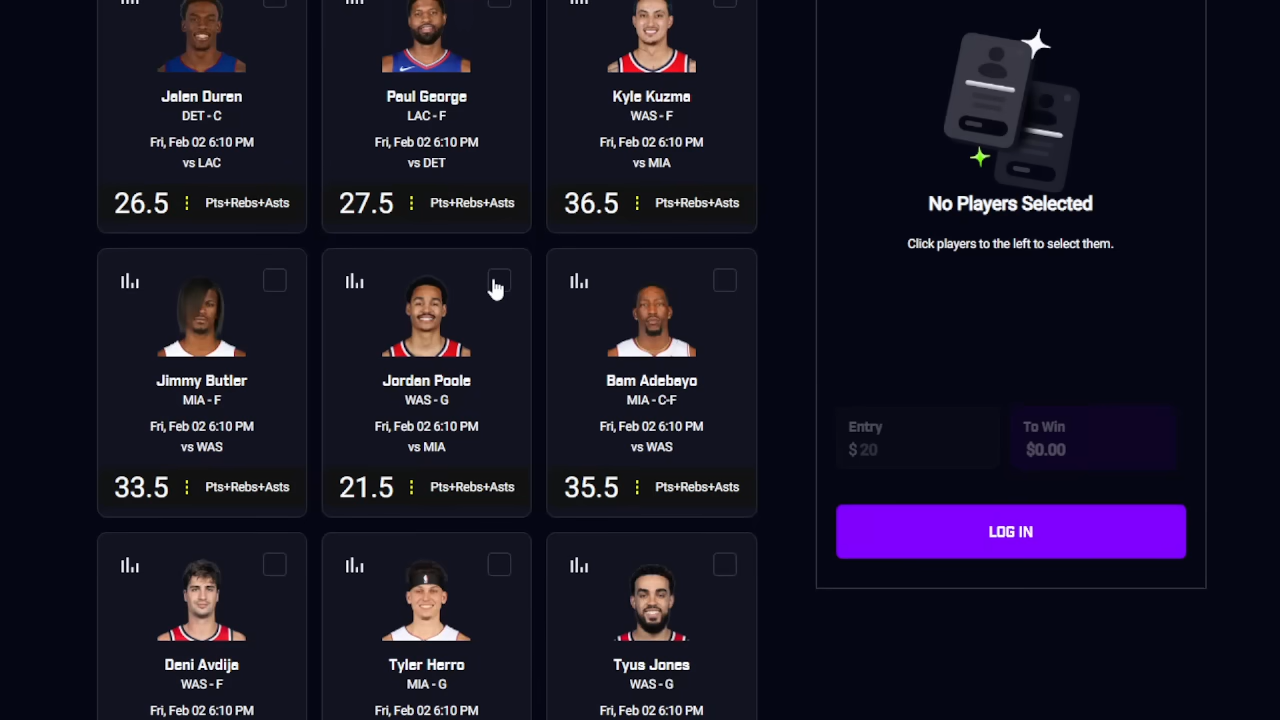 Jalen Duren
DET - C
Fri, Feb 02 6:10 PM
vs LAC
26.5
Pts+Rebs+Asts
Paul George
LAC - F
Fri, Feb 02 6:10 PM
vs DET
27.5
Pts+Rebs+Asts
Kyle Kuzma
WAS - F
Fri, Feb 02 6:10 PM
vs MIA
36.5
Pts+Rebs+Asts
Jimmy Butler
MIA - F
Fri, Feb 02 6:10 PM
vs WAS
33.5
Pts+Rebs+Asts
Jordan Poole
WAS - G
Fri, Feb 02 6:10 PM
vs MIA
21.5
Pts+Rebs+Asts
Bam Adebayo
MIA - C-F
Fri, Feb 02 6:10 PM
vs WAS
35.5
Pts+Rebs+Asts
Deni Avdija
WAS - F
Fri, Feb 02 6:10 PM
Tyler Herro
MIA - G
Fri, Feb 02 6:10 PM
Tyus Jones
WAS - G
Fri, Feb 02 6:10 PM
No Players Selected
Click players to the left to select them.
Entry
$ 20
To Win
$0.00
LOG IN